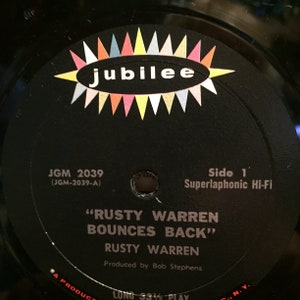 jubilee
JGM 2039
(JGM-2039-A)
Side 1
Superlaphonic HI-FI
"RUSTY WARREN
BOUNCES BACK"
RUSTY WARREN
Produced by Bob Stephens
LONG 33⅓ PLAY
A PRODUC
N.Y.